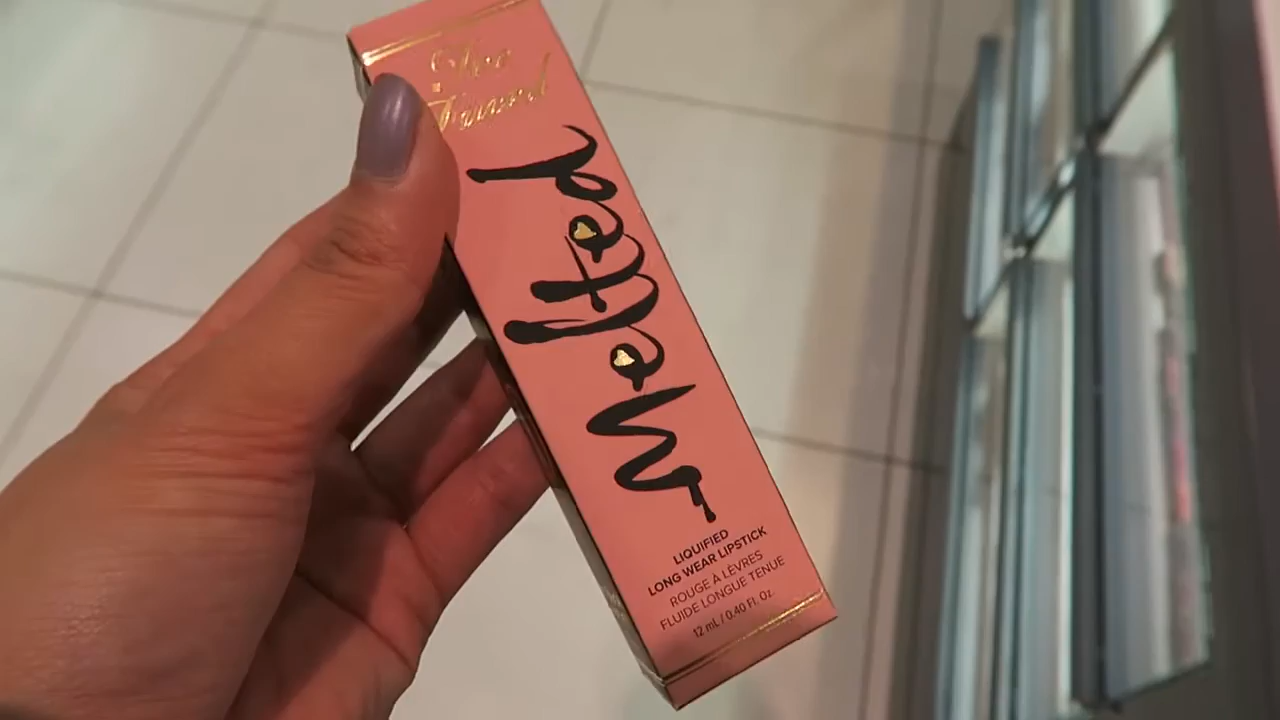 Too
Faced
Melted
LIQUIFIED
LONG WEAR LIPSTICK
ROUGE À LÈVRES
FLUIDE LONGUE TENUE
12 mL / 0.40 Fl. Oz.